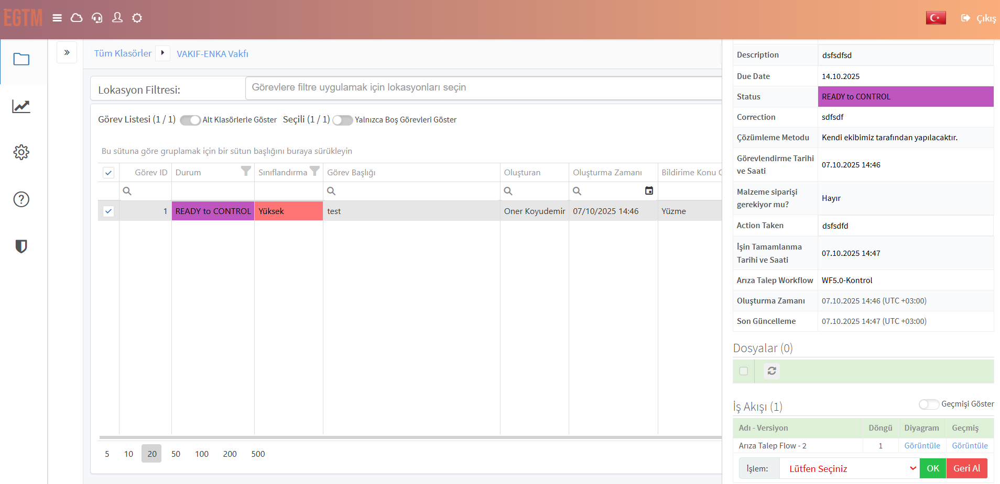 EGTM
Çıkış
Tüm Klasörler
VAKIF-ENKA Vakfı
Lokasyon Filtresi:
Görevlere filtre uygulamak için lokasyonları seçin
Görev Listesi (1 / 1)
Alt Klasörlerle Göster
Seçili (1 / 1)
Yalnızca Boş Görevleri Göster
Bu sütuna göre gruplamak için bir sütun başlığını buraya sürükleyin
Görev ID
Durum
Sınıflandırma
Görev Başlığı
Oluşturan
Oluşturma Zamanı
Bildirime Konu
1
READY to CONTROL
Yüksek
test
Oner Koyudemir
07/10/2025 14:46
Yüzme
5
10
20
50
100
200
500
Description
dsfsdfsd
Due Date
14.10.2025
Status
READY to CONTROL
Correction
sdfsdf
Çözümleme Metodu
Kendi ekibimiz tarafından yapılacaktır.
Görevlendirme Tarihi
ve Saati
07.10.2025 14:46
Malzeme siparişi
gerekiyor mu?
Hayır
Action Taken
dsfsdfd
İşin Tamamlanma
Tarihi ve Saati
07.10.2025 14:47
Arıza Talep Workflow
WF5.0-Kontrol
Oluşturma Zamanı
07.10.2025 14:46 (UTC +03:00)
Son Güncelleme
07.10.2025 14:47 (UTC +03:00)
Dosyalar (0)
İş Akışı (1)
Geçmişi Göster
Adı - Versiyon
Döngü
Diyagram
Geçmiş
Arıza Talep Flow - 2
1
Görüntüle
Görüntüle
İşlem:
Lütfen Seçiniz
OK
Geri Al